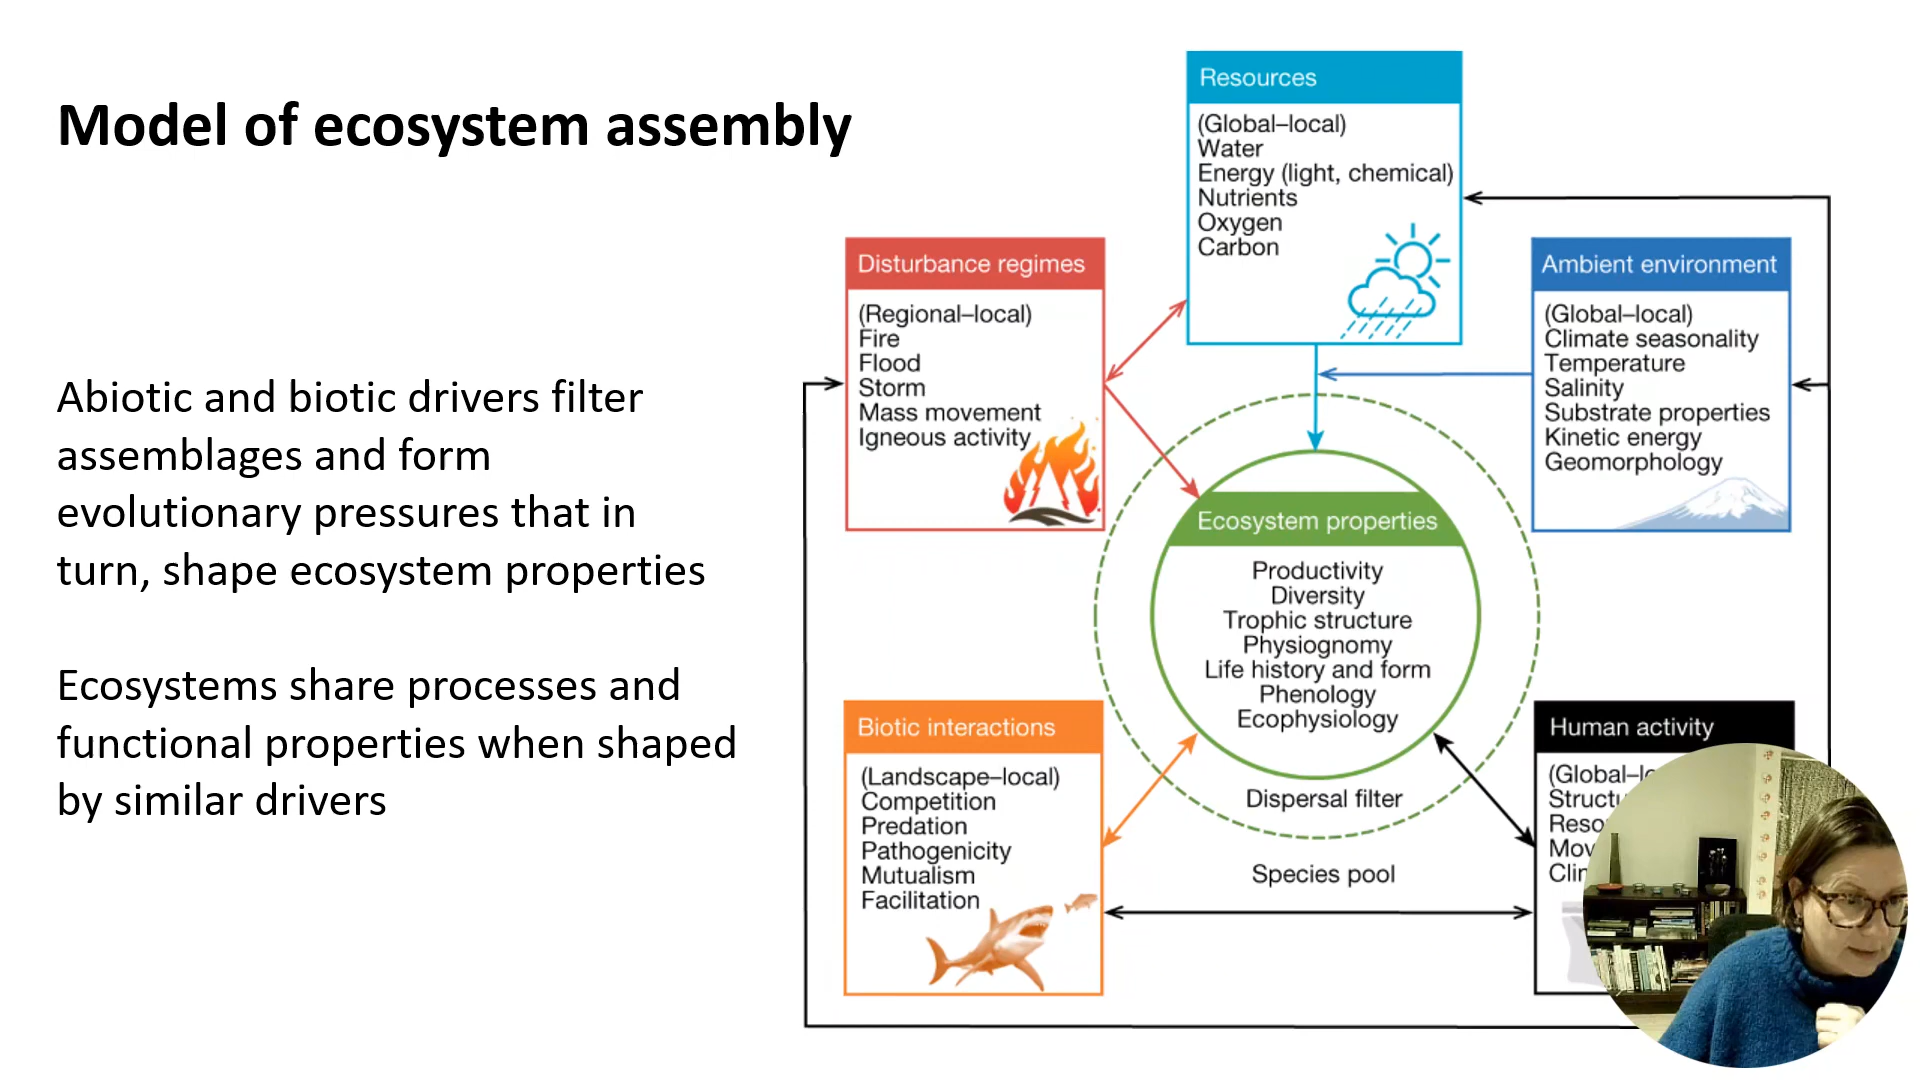 Model of ecosystem assembly
Abiotic and biotic drivers filter
assemblages and form
evolutionary pressures that in
turn, shape ecosystem properties
Ecosystems share processes and
functional properties when shaped
by similar drivers
Resources
(Global–local)
Water
Energy (light, chemical)
Nutrients
Oxygen
Carbon
Disturbance regimes
(Regional–local)
Fire
Flood
Storm
Mass movement
Igneous activity
Ambient environment
(Global–local)
Climate seasonality
Temperature
Salinity
Substrate properties
Kinetic energy
Geomorphology
Ecosystem properties
Productivity
Diversity
Trophic structure
Physiognomy
Life history and form
Phenology
Ecophysiology
Dispersal filter
Species pool
Biotic interactions
(Landscape–local)
Competition
Predation
Pathogenicity
Mutualism
Facilitation
Human activity